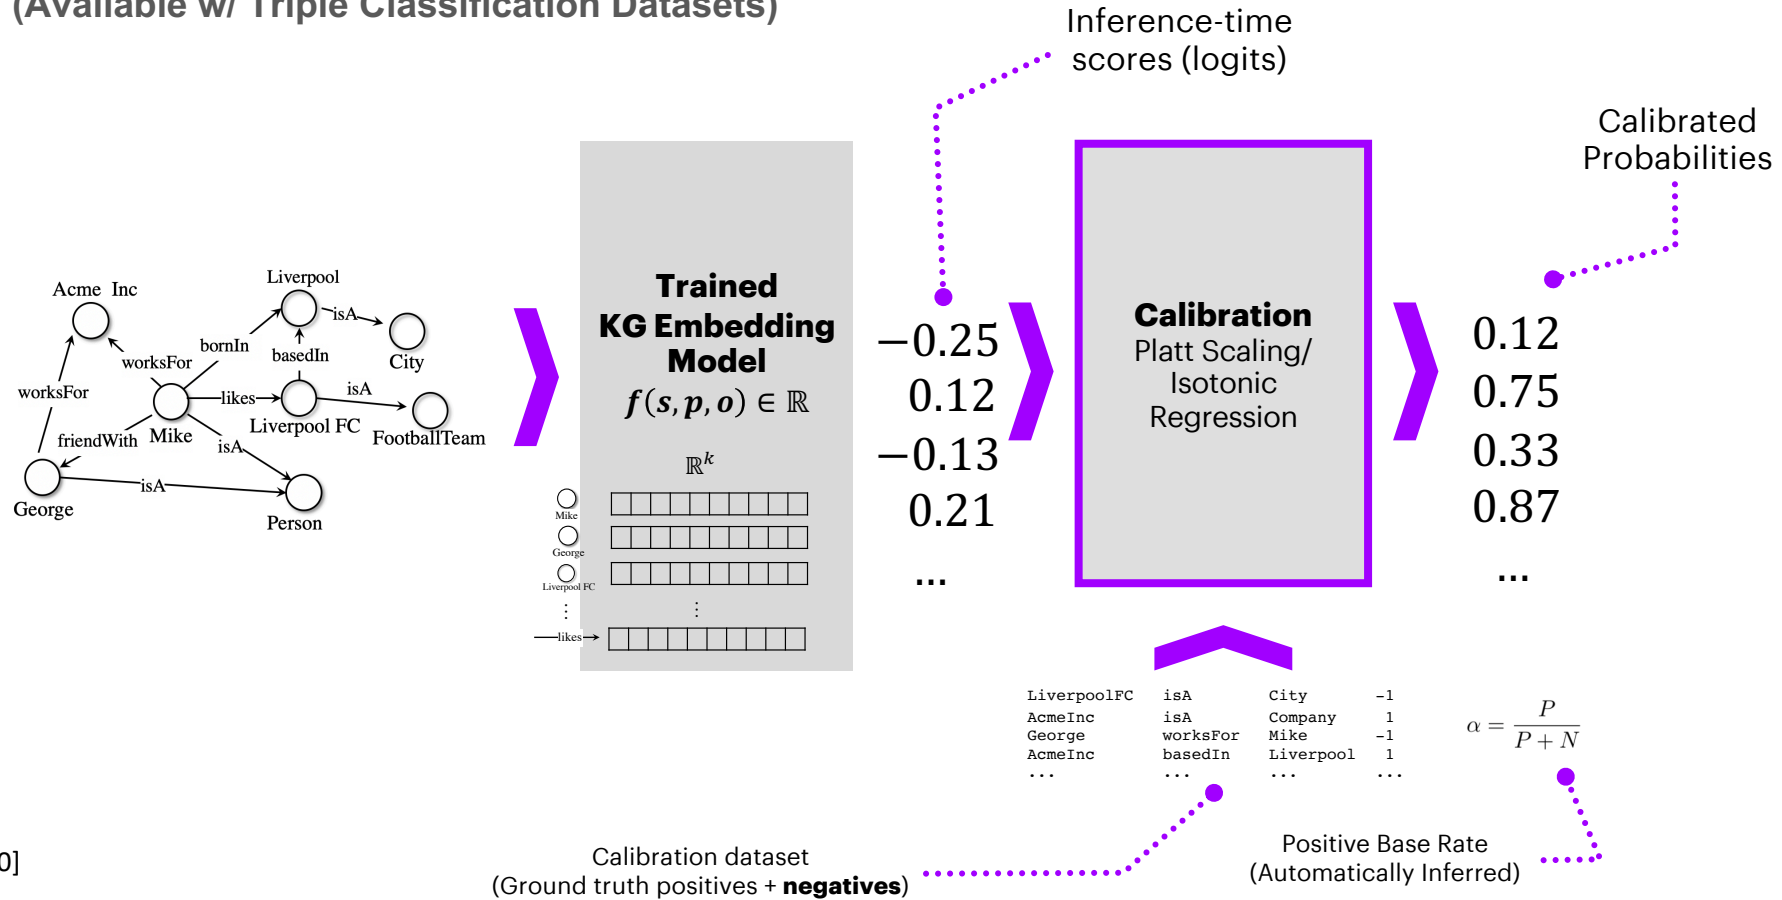 (Available w/ Triple Classification Datasets)
Inference-time
scores (logits)
Calibrated
Probabilities
Acme Inc
Liverpool
isA
City
bornIn
basedIn
worksFor
worksFor
likes
isA
Mike
Liverpool FC
FootballTeam
friendWith
isA
isA
George
Person
Trained
KG Embedding
Model
f(s, p, o) ∈ ℝ
ℝᵏ
Mike
George
Liverpool FC
⋮ ⋮
likes
−0.25
0.12
−0.13
0.21
...
Calibration
Platt Scaling/
Isotonic
Regression
0.12
0.75
0.33
0.87
...
LiverpoolFC isA City -1
AcmeInc isA Company 1
George worksFor Mike -1
AcmeInc basedIn Liverpool 1
... ... ... ...
α = P / (P + N)
Calibration dataset
(Ground truth positives + negatives)
Positive Base Rate
(Automatically Inferred)
0]